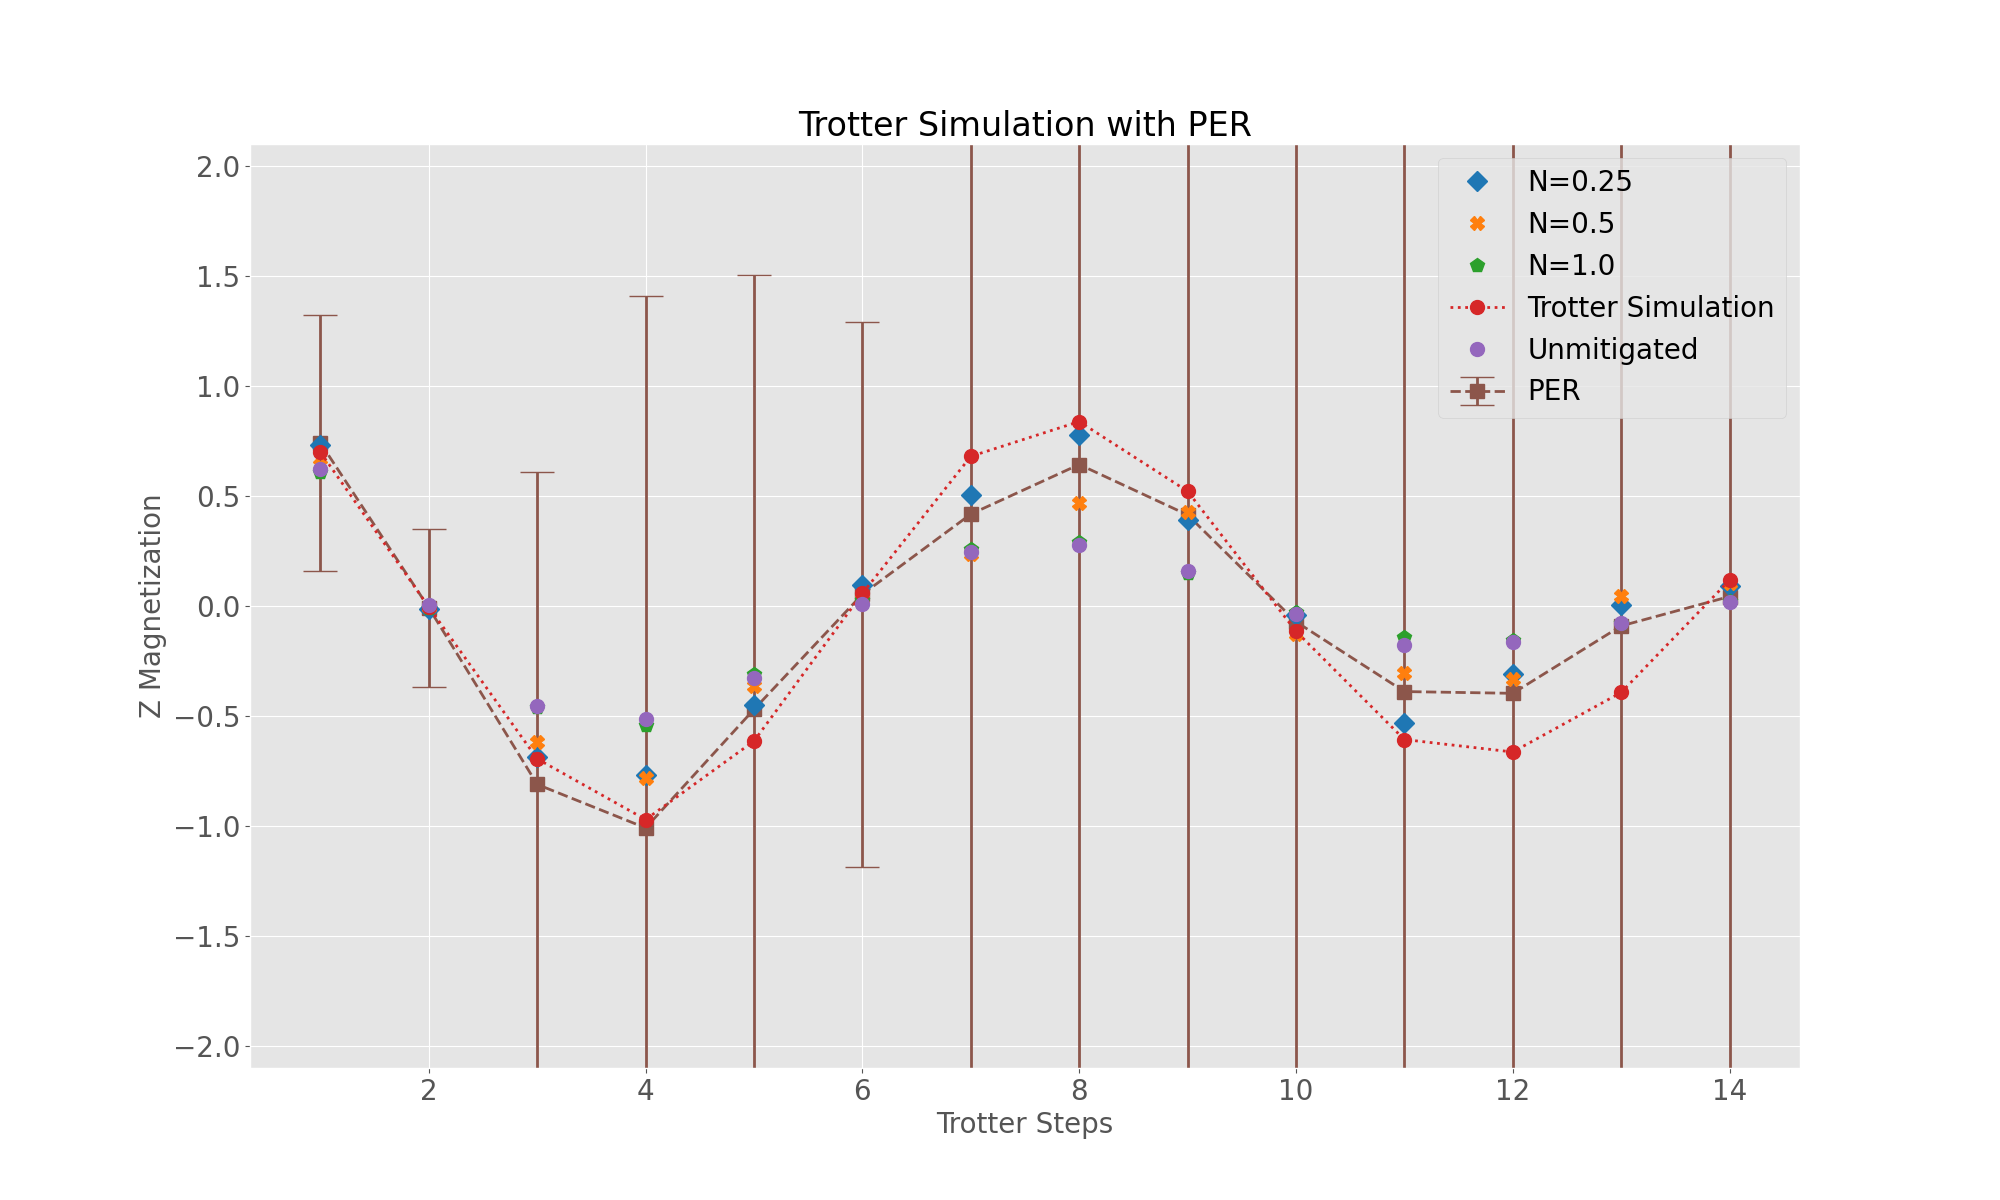 Trotter Simulation with PER
2.0
1.5
1.0
0.5
0.0
−0.5
−1.0
−1.5
−2.0
Z Magnetization
N=0.25
N=0.5
N=1.0
Trotter Simulation
Unmitigated
PER
2 4 6 8 10 12 14
Trotter Steps